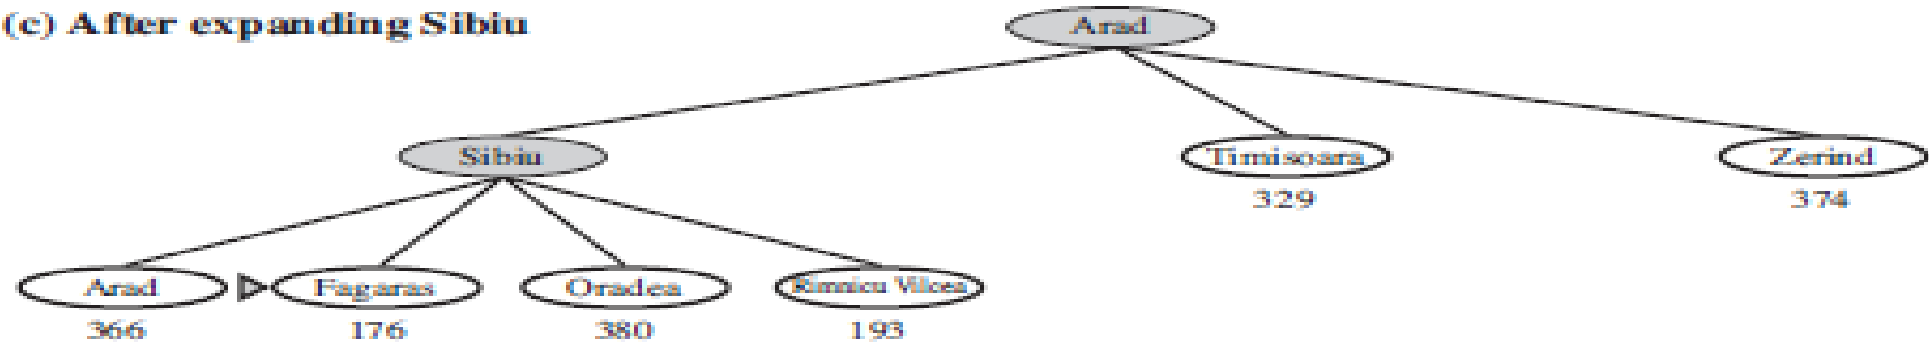 (c) After expanding Sibiu
Arad
Sibiu
Timisoara
Zerind
329
374
Arad
Fagaras
Oradea
Rimnicu Vilcea
366
176
380
193